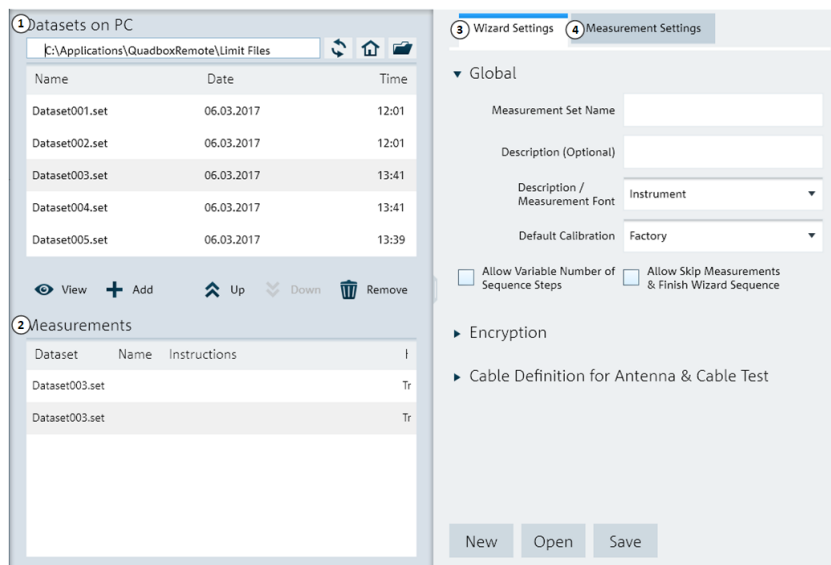 1 Datasets on PC
C:\Applications\QuadboxRemote\Limit Files
Name Date Time
Dataset001.set 06.03.2017 12:01
Dataset002.set 06.03.2017 12:01
Dataset003.set 06.03.2017 13:41
Dataset004.set 06.03.2017 13:41
Dataset005.set 06.03.2017 13:39
View Add Up Down Remove
2 Measurements
Dataset Name Instructions
Dataset003.set Tr
Dataset003.set Tr
3 Wizard Settings 4 Measurement Settings
Global
Measurement Set Name
Description (Optional)
Description /
Measurement Font Instrument
Default Calibration Factory
Allow Variable Number of
Sequence Steps
Allow Skip Measurements
& Finish Wizard Sequence
Encryption
Cable Definition for Antenna & Cable Test
New Open Save